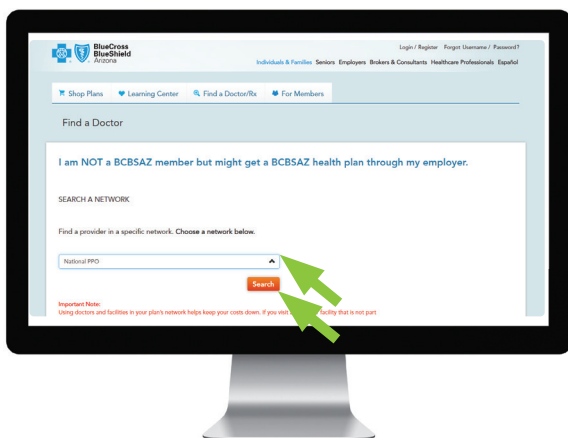 BlueCross
BlueShield
Arizona
Login / Register Forgot Username / Password?
Individuals & Families Seniors Employers Brokers & Consultants Healthcare Professionals Español
Shop Plans Learning Center Find a Doctor/Rx For Members
Find a Doctor
I am NOT a BCBSAZ member but might get a BCBSAZ health plan through my employer.
SEARCH A NETWORK
Find a provider in a specific network. Choose a network below.
National PPO
Search
Important Note:
Using doctors and facilities in your plan's network helps keep your costs down. If you visit facility that is not part